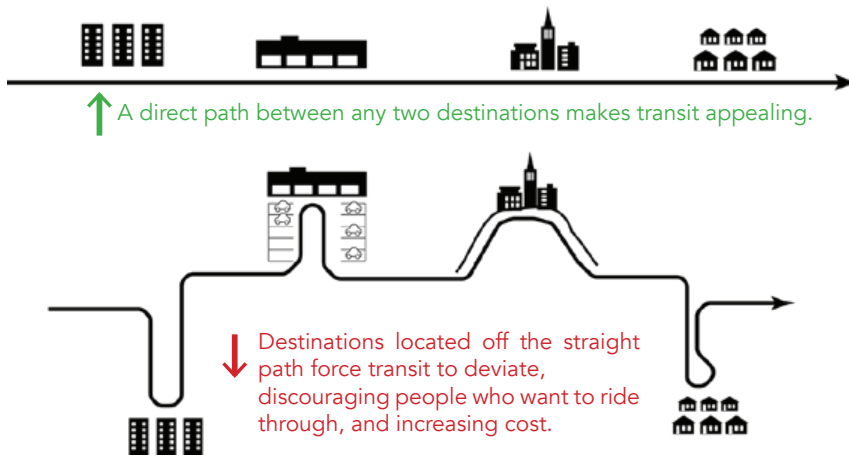 A direct path between any two destinations makes transit appealing.
Destinations located off the straight
path force transit to deviate,
discouraging people who want to ride
through, and increasing cost.